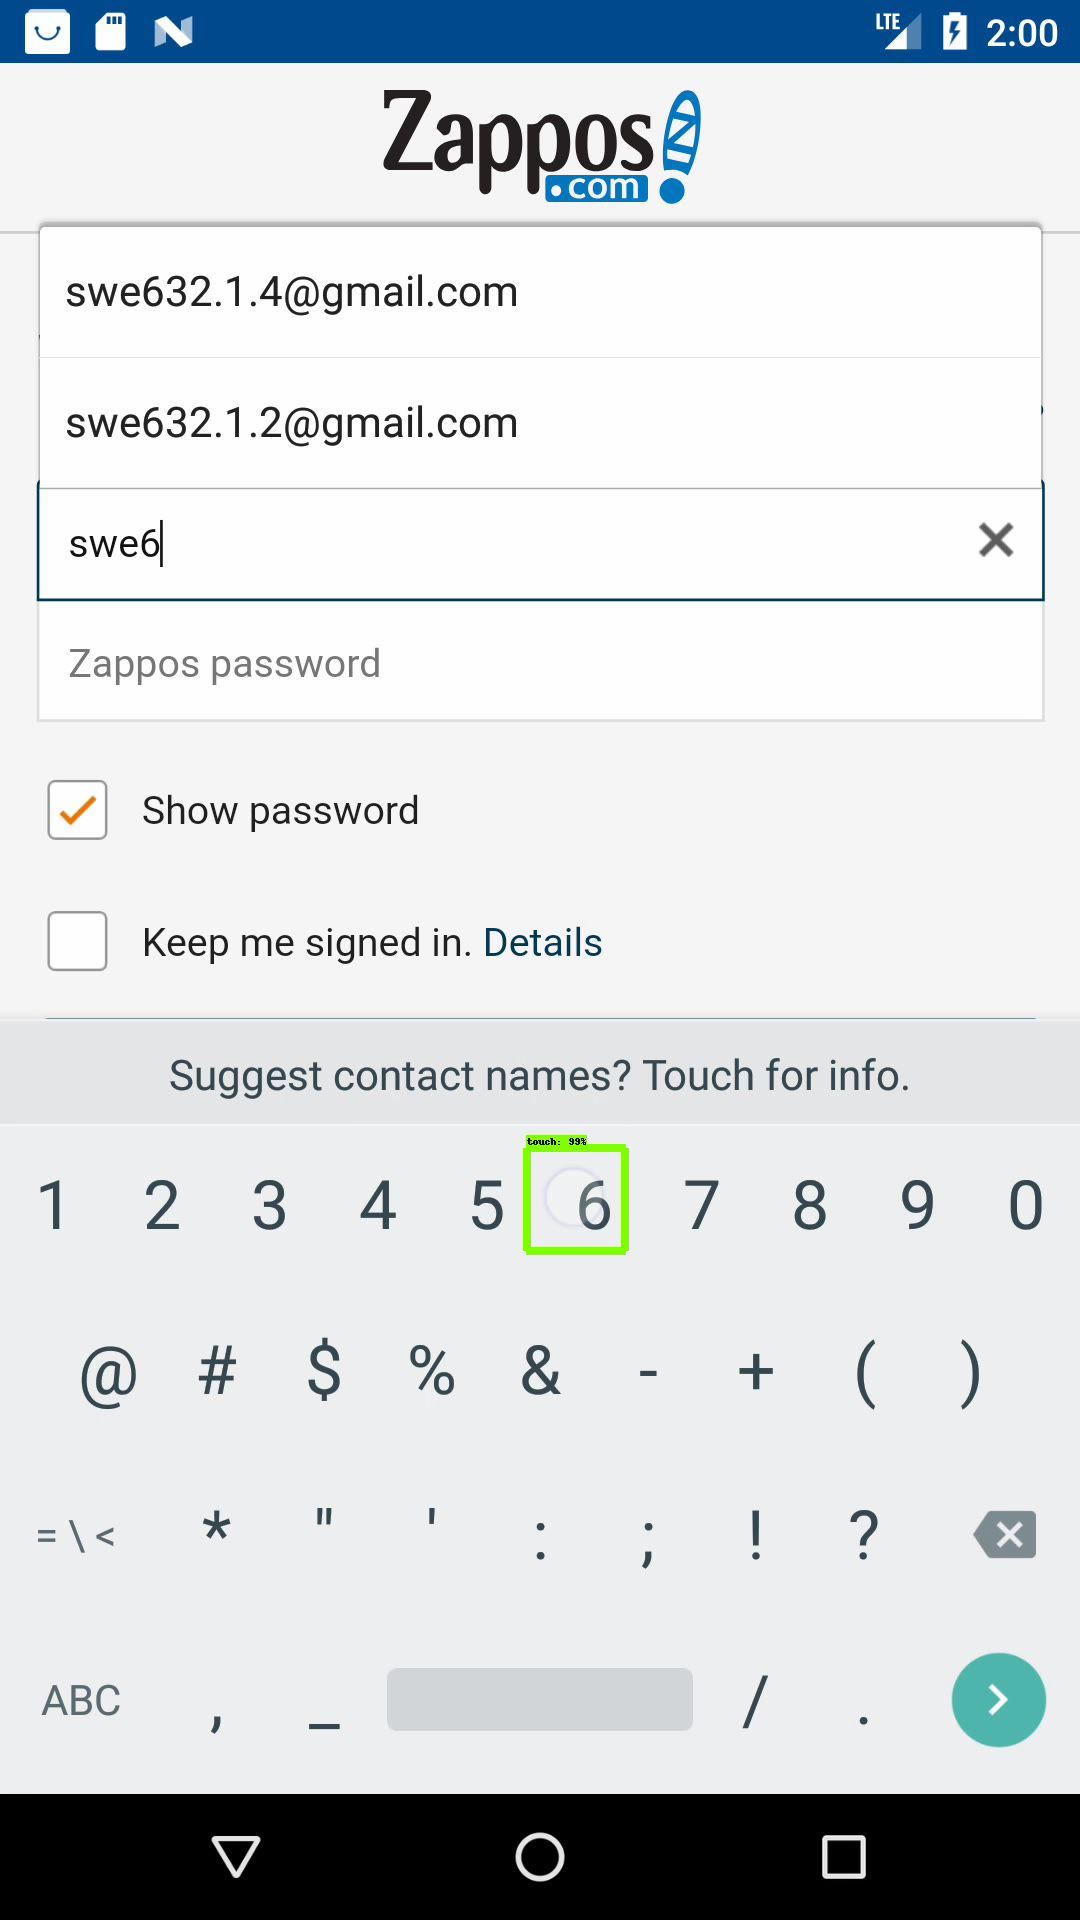 LTE 2:00
Zappos
.com
swe632.1.4@gmail.com
swe632.1.2@gmail.com
swe6
Zappos password
Show password
Keep me signed in. Details
Suggest contact names? Touch for info.
touch: 99%
1 2 3 4 5 6 7 8 9 0
@ # $ % & - + ( )
= \ < * " ' : ; ! ?
ABC , _ / .